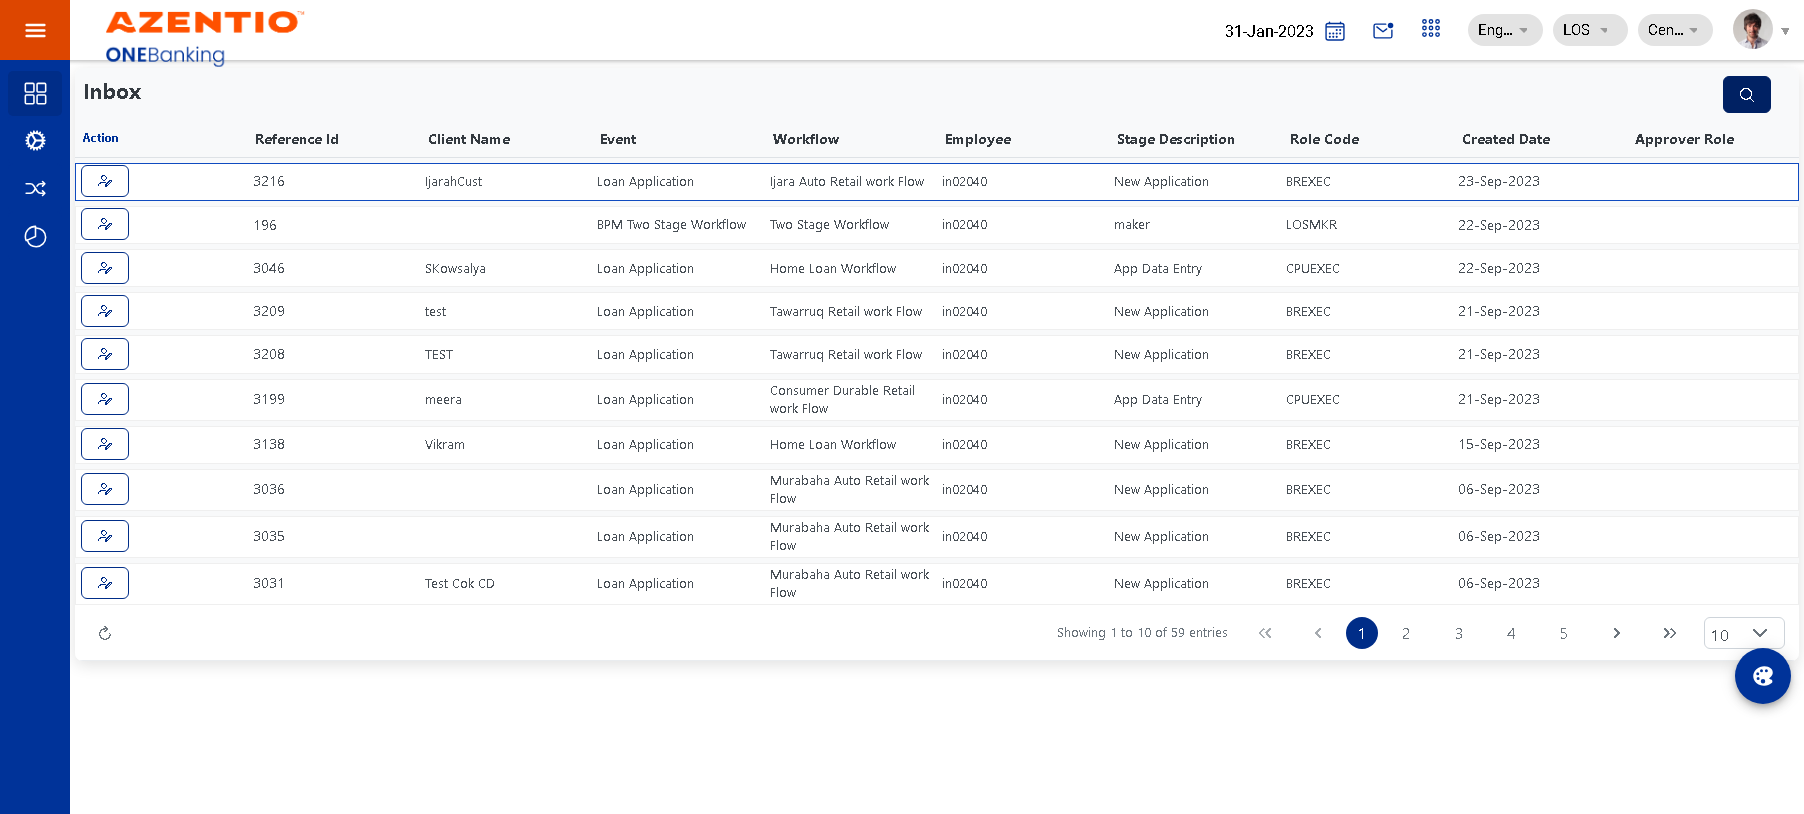 AZENTIO™
ONEBanking
31-Jan-2023
Eng...
LOS
Cen...
Inbox
Action Reference Id Client Name Event Workflow Employee Stage Description Role Code Created Date Approver Role
3216 IjarahCust Loan Application Ijara Auto Retail work Flow in02040 New Application BREXEC 23-Sep-2023
196 BPM Two Stage Workflow Two Stage Workflow in02040 maker LOSMKR 22-Sep-2023
3046 SKowsalya Loan Application Home Loan Workflow in02040 App Data Entry CPUEXEC 22-Sep-2023
3209 test Loan Application Tawarruq Retail work Flow in02040 New Application BREXEC 21-Sep-2023
3208 TEST Loan Application Tawarruq Retail work Flow in02040 New Application BREXEC 21-Sep-2023
3199 meera Loan Application Consumer Durable Retail work Flow in02040 App Data Entry CPUEXEC 21-Sep-2023
3138 Vikram Loan Application Home Loan Workflow in02040 New Application BREXEC 15-Sep-2023
3036 Loan Application Murabaha Auto Retail work Flow in02040 New Application BREXEC 06-Sep-2023
3035 Loan Application Murabaha Auto Retail work Flow in02040 New Application BREXEC 06-Sep-2023
3031 Test Cok CD Loan Application Murabaha Auto Retail work Flow in02040 New Application BREXEC 06-Sep-2023
Showing 1 to 10 of 59 entries 1 2 3 4 5 10